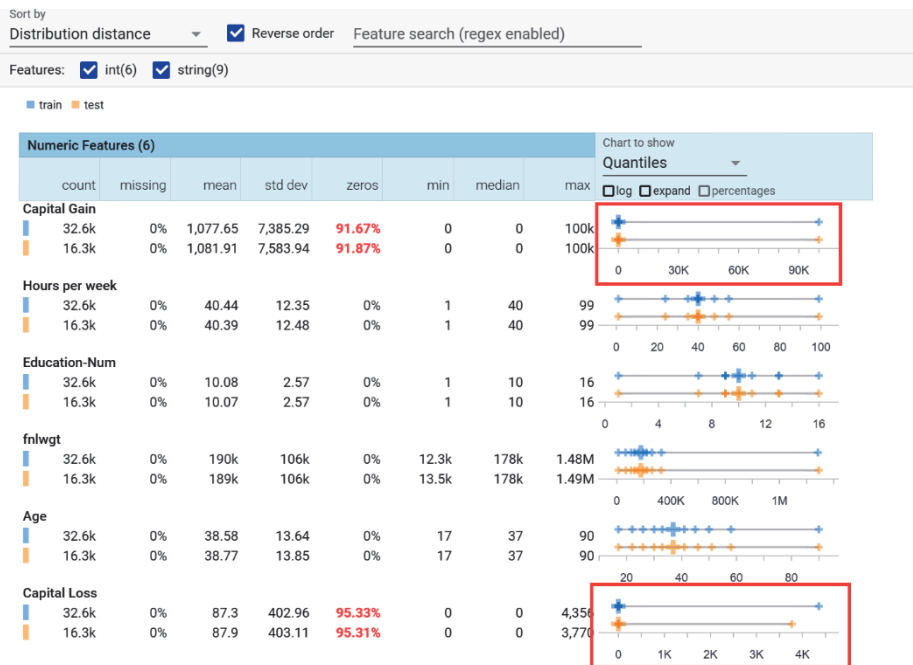 Sort by
Distribution distance Reverse order Feature search (regex enabled)
Features: int(6) string(9)
train test
Numeric Features (6) Chart to show
Quantiles
count missing mean std dev zeros min median max log expand percentages
Capital Gain
32.6k 0% 1,077.65 7,385.29 91.67% 0 0 100k
16.3k 0% 1,081.91 7,583.94 91.87% 0 0 100k
0 30K 60K 90K
Hours per week
32.6k 0% 40.44 12.35 0% 1 40 99
16.3k 0% 40.39 12.48 0% 1 40 99
0 20 40 60 80 100
Education-Num
32.6k 0% 10.08 2.57 0% 1 10 16
16.3k 0% 10.07 2.57 0% 1 10 16
0 4 8 12 16
fnlwgt
32.6k 0% 190k 106k 0% 12.3k 178k 1.48M
16.3k 0% 189k 106k 0% 13.5k 178k 1.49M
0 400K 800K 1M
Age
32.6k 0% 38.58 13.64 0% 17 37 90
16.3k 0% 38.77 13.85 0% 17 37 90
20 40 60 80
Capital Loss
32.6k 0% 87.3 402.96 95.33% 0 0 4,356
16.3k 0% 87.9 403.11 95.31% 0 0 3,770
0 1K 2K 3K 4K